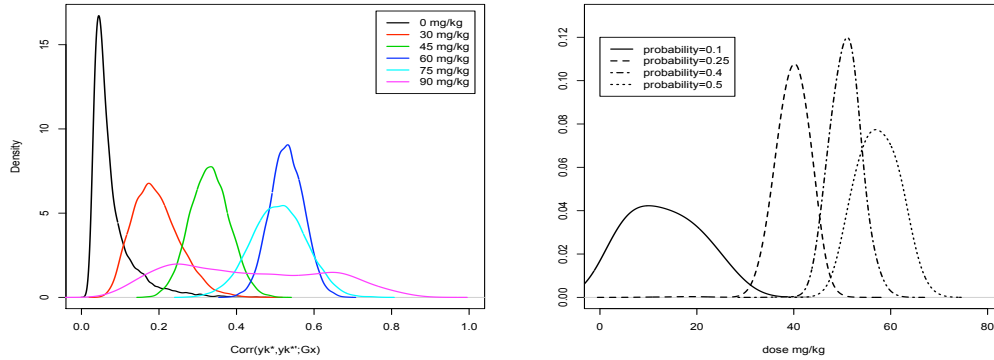 0 mg/kg
30 mg/kg
45 mg/kg
60 mg/kg
75 mg/kg
90 mg/kg
15
10
5
0
Density
0.0 0.2 0.4 0.6 0.8 1.0
Corr(yk*,yk*';Gx)
probability=0.1
probability=0.25
probability=0.4
probability=0.5
0.12
0.10
0.08
0.06
0.04
0.02
0.00
0 20 40 60 80
dose mg/kg